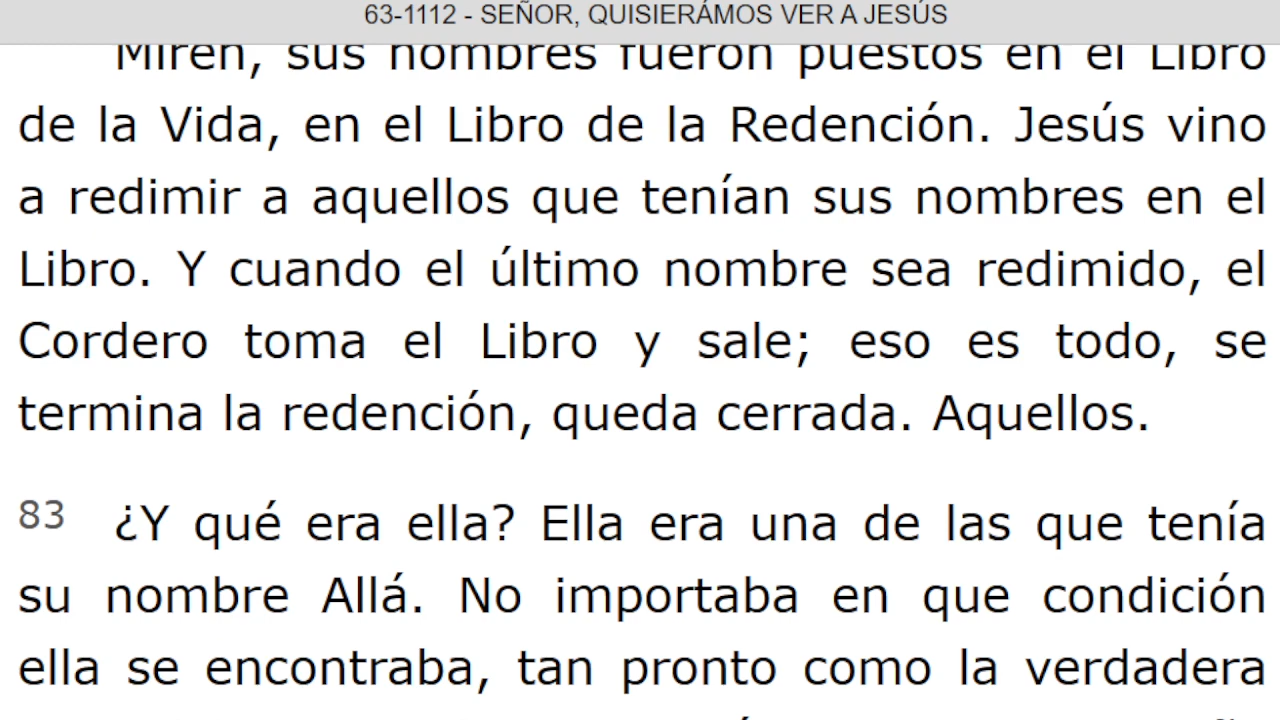 63-1112 - SEÑOR, QUISIERÁMOS VER A JESÚS
Miren, sus nombres fueron puestos en el Libro
de la Vida, en el Libro de la Redención. Jesús vino
a redimir a aquellos que tenían sus nombres en el
Libro. Y cuando el último nombre sea redimido, el
Cordero toma el Libro y sale; eso es todo, se
termina la redención, queda cerrada. Aquellos.
83 ¿Y qué era ella? Ella era una de las que tenía
su nombre Allá. No importaba en que condición
ella se encontraba, tan pronto como la verdadera